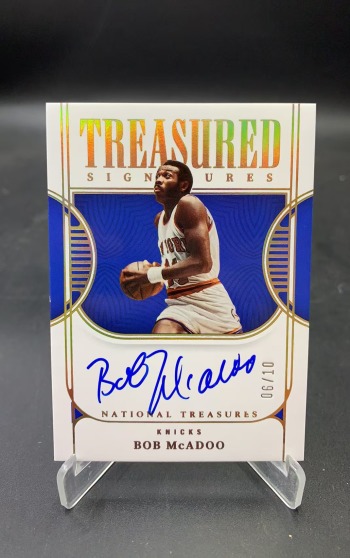 TREASURED
SIGNATURES
Bob McAdoo
06/10
NATIONAL TREASURES
KNICKS
BOB McADOO